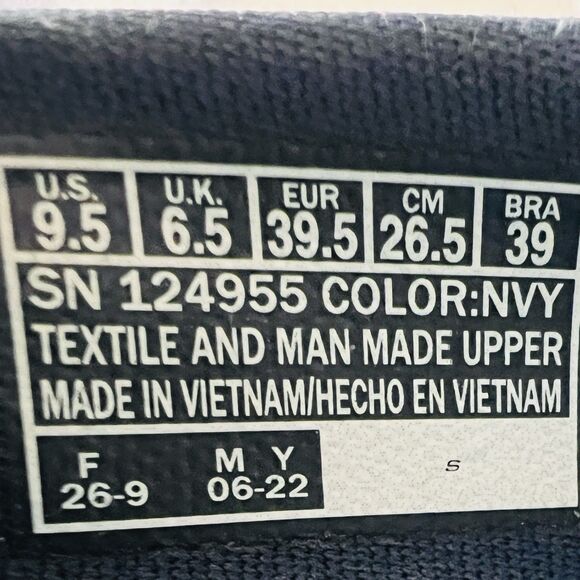 U.S. U.K. EUR CM BRA
9.5 6.5 39.5 26.5 39
SN 124955 COLOR:NVY
TEXTILE AND MAN MADE UPPER
MADE IN VIETNAM/HECHO EN VIETNAM
F M Y S
26-9 06-22